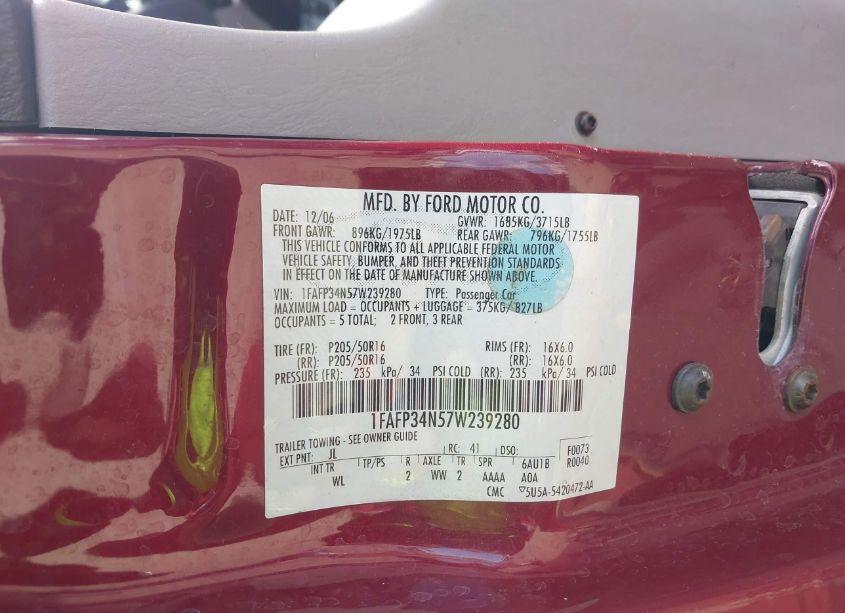 MFD. BY FORD MOTOR CO.
DATE: 12/06 GVWR: 1685KG/3715LB
FRONT GAWR: 896KG/1975LB REAR GAWR: 796KG/1755LB
THIS VEHICLE CONFORMS TO ALL APPLICABLE FEDERAL MOTOR
VEHICLE SAFETY, BUMPER, AND THEFT PREVENTION STANDARDS
IN EFFECT ON THE DATE OF MANUFACTURE SHOWN ABOVE.
VIN: 1FAFP34N57W239280 TYPE: Passenger Car
MAXIMUM LOAD = OCCUPANTS + LUGGAGE = 375KG/ 827LB
OCCUPANTS = 5 TOTAL; 2 FRONT, 3 REAR
TIRE (FR): P205/50R16 RIMS (FR): 16X6.0
(RR): P205/50R16 (RR): 16X6.0
PRESSURE (FR): 235 kPa/ 34 PSI COLD (RR): 235 kPa/ 34 PSI COLD
1FAFP34N57W239280
TRAILER TOWING - SEE OWNER GUIDE
EXT PNT: JL RC: 41 DSO: F0073
INT TR TP/PS R AXLE TR SPR 6AU1B R0040
WL 2 WW 2 AAAA AOA
CMC 5U5A-5420472-AA